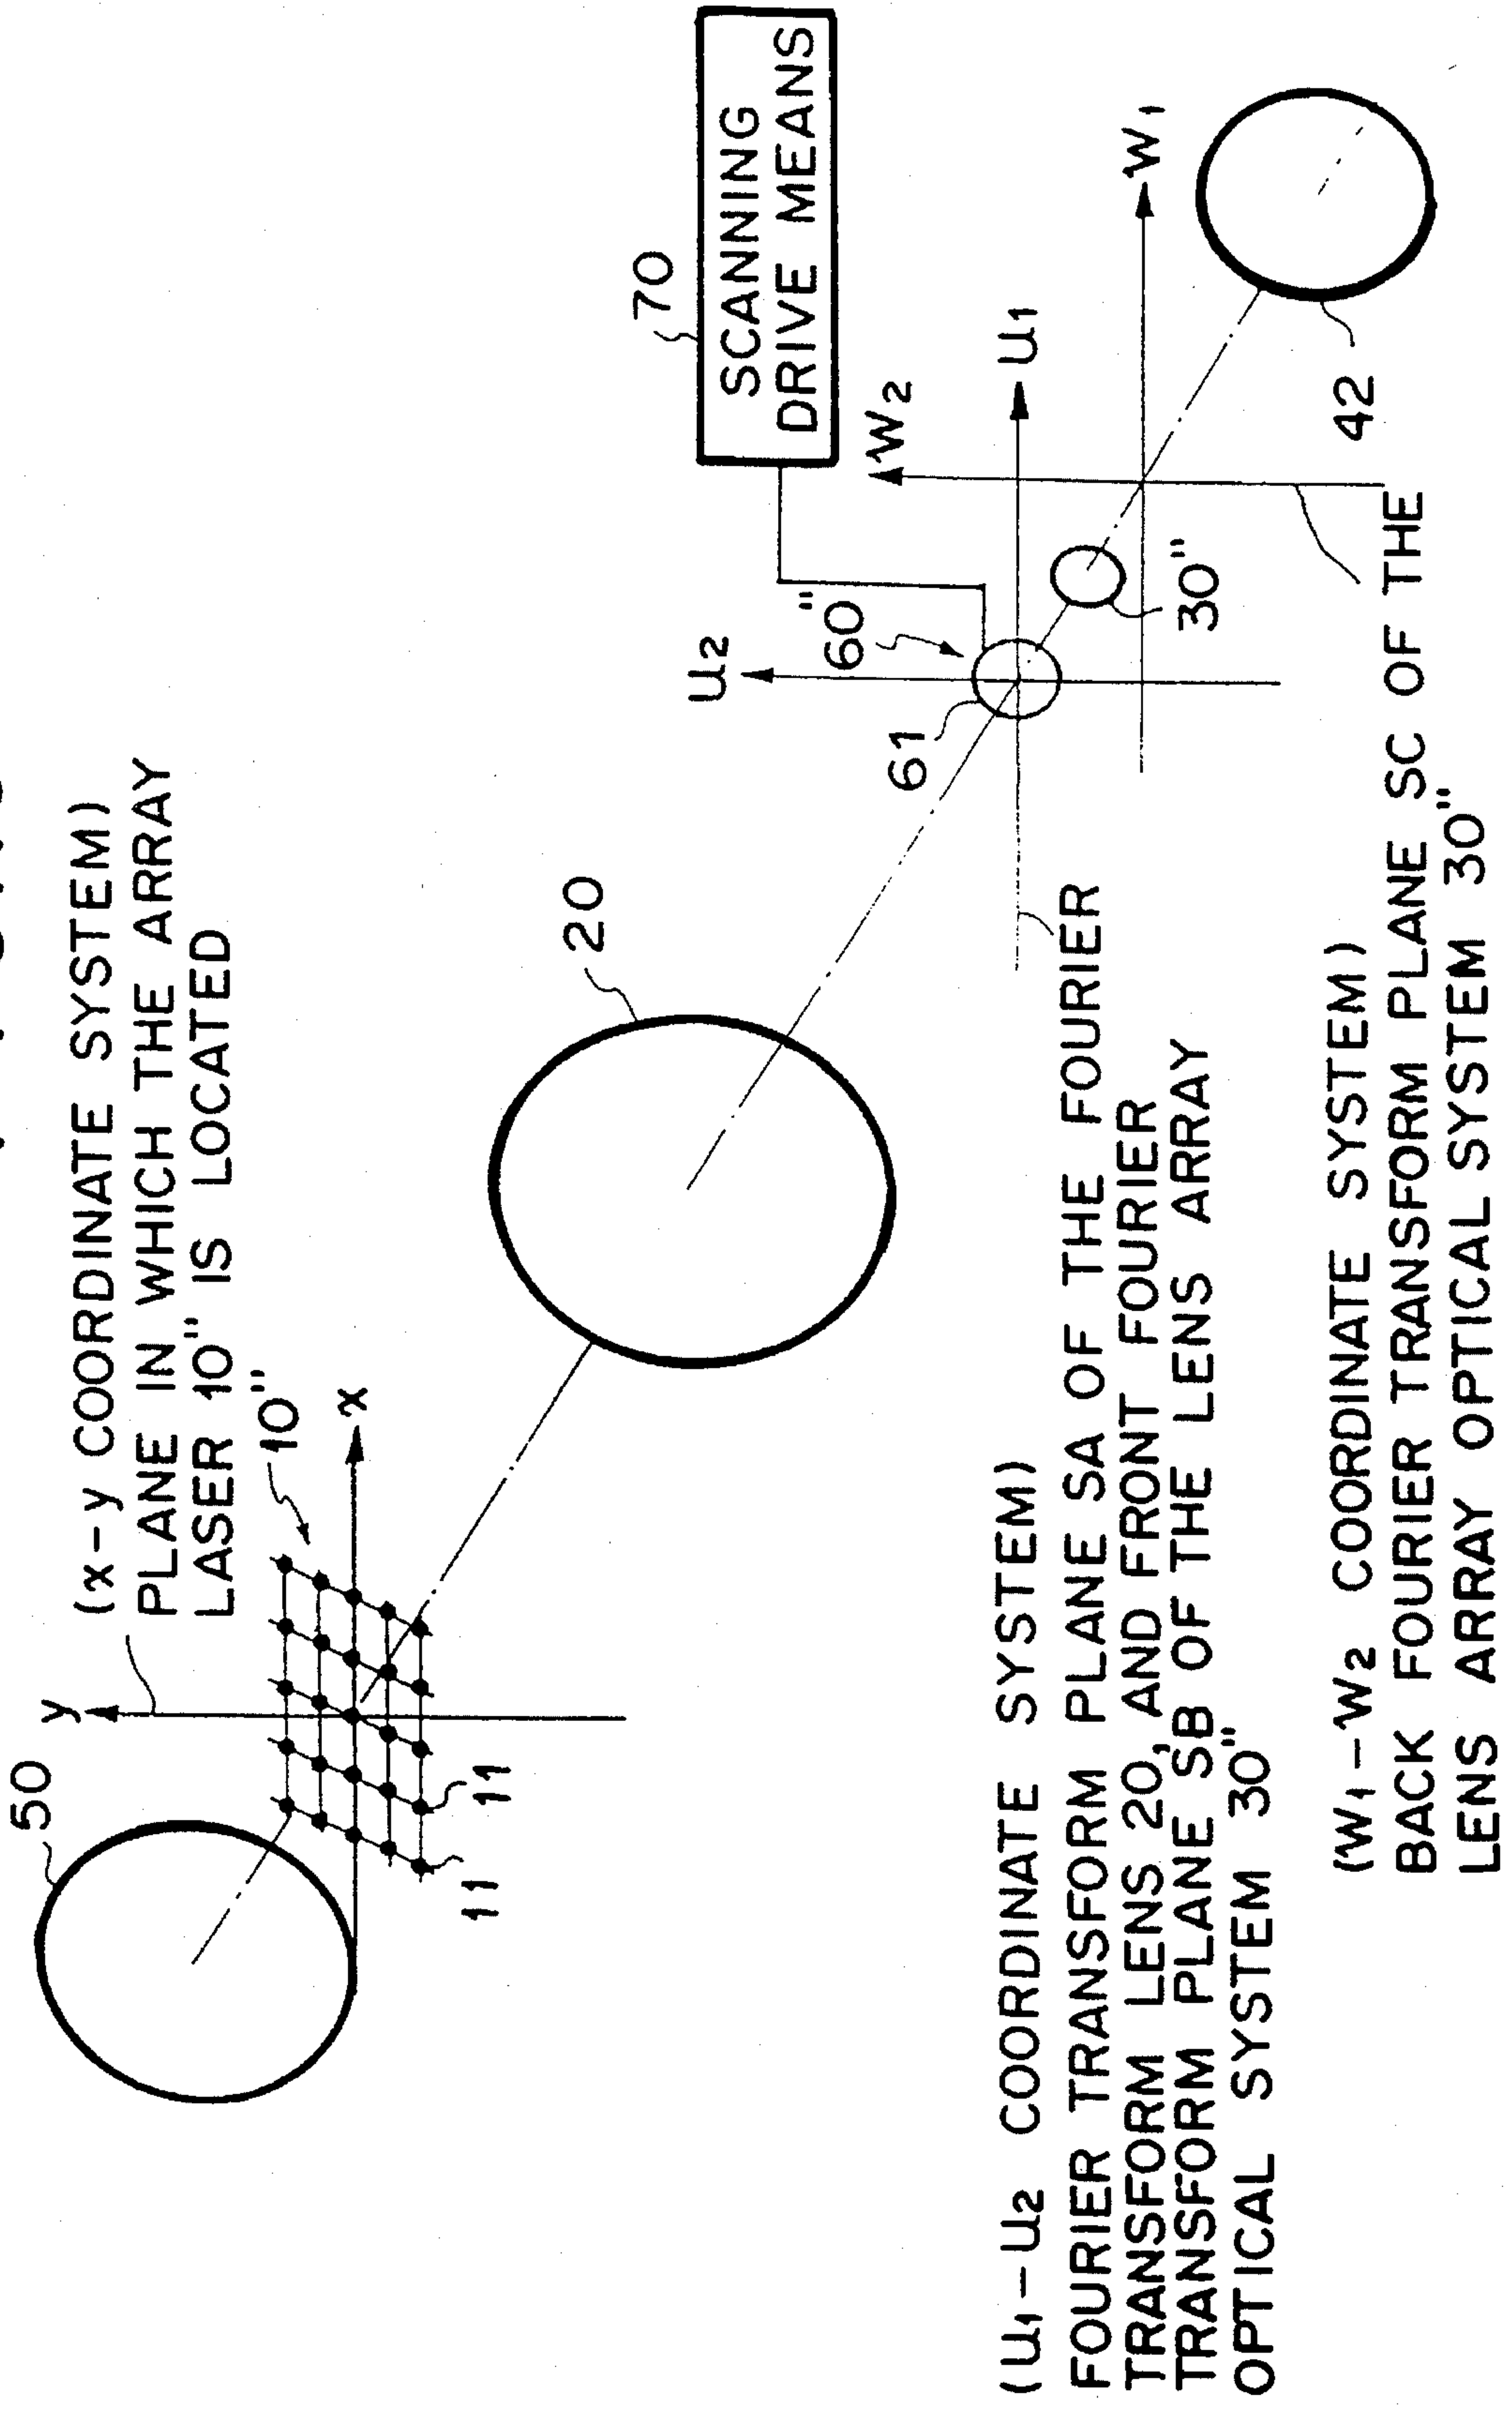 (x-y COORDINATE SYSTEM)
PLANE IN WHICH THE ARRAY
LASER 10" IS LOCATED
50
y
10"
x
11
11
20
70
SCANNING
DRIVE MEANS
u2
60"
61
u1
W2
W1
30"
42
(u1-u2 COORDINATE SYSTEM)
FOURIER TRANSFORM PLANE SA OF THE FOURIER
TRANSFORM LENS 20, AND FRONT FOURIER
TRANSFORM PLANE SB OF THE LENS ARRAY
OPTICAL SYSTEM 30"
(W1-W2 COORDINATE SYSTEM)
BACK FOURIER TRANSFORM PLANE SC OF THE
LENS ARRAY OPTICAL SYSTEM 30"